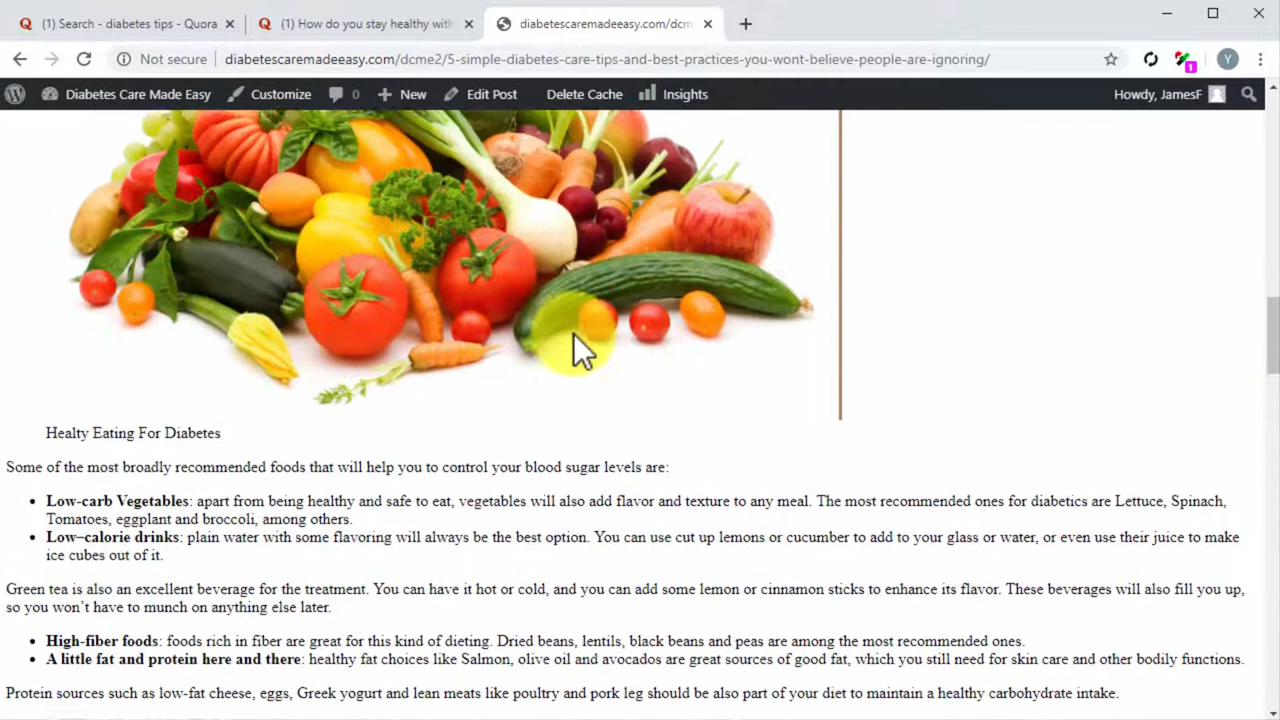 (1) Search - diabetes tips - Quora
(1) How do you stay healthy with
diabetescaremadeeasy.com/dcm
Not secure
diabetescaremadeeasy.com/dcme2/5-simple-diabetes-care-tips-and-best-practices-you-wont-believe-people-are-ignoring/
1
Y
Diabetes Care Made Easy
Customize
0
New
Edit Post
Delete Cache
Insights
Howdy, JamesF
Healty Eating For Diabetes
Some of the most broadly recommended foods that will help you to control your blood sugar levels are:
• Low-carb Vegetables: apart from being healthy and safe to eat, vegetables will also add flavor and texture to any meal. The most recommended ones for diabetics are Lettuce, Spinach,
Tomatoes, eggplant and broccoli, among others.
• Low–calorie drinks: plain water with some flavoring will always be the best option. You can use cut up lemons or cucumber to add to your glass or water, or even use their juice to make
ice cubes out of it.
Green tea is also an excellent beverage for the treatment. You can have it hot or cold, and you can add some lemon or cinnamon sticks to enhance its flavor. These beverages will also fill you up,
so you won't have to munch on anything else later.
• High-fiber foods: foods rich in fiber are great for this kind of dieting. Dried beans, lentils, black beans and peas are among the most recommended ones.
• A little fat and protein here and there: healthy fat choices like Salmon, olive oil and avocados are great sources of good fat, which you still need for skin care and other bodily functions.
Protein sources such as low-fat cheese, eggs, Greek yogurt and lean meats like poultry and pork leg should be also part of your diet to maintain a healthy carbohydrate intake.